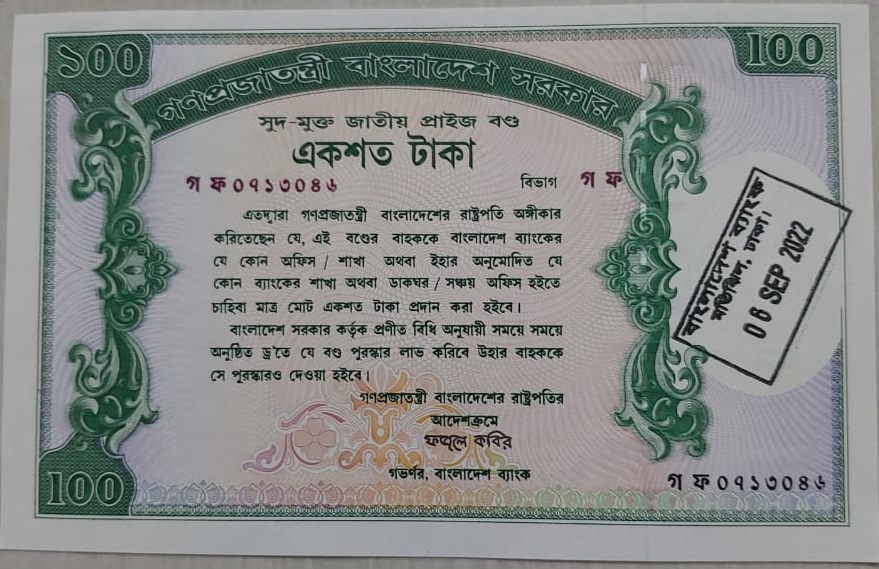 ১০০
100
গণপ্রজাতন্ত্রী বাংলাদেশ সরকার
সুদ-মুক্ত জাতীয় প্রাইজ বণ্ড
একশত টাকা
গ ফ ০৭১৩০৪৬
বিভাগ গ ফ
এতদ্দ্বারা গণপ্রজাতন্ত্রী বাংলাদেশের রাষ্ট্রপতি অঙ্গীকার
করিতেছেন যে, এই বণ্ডের বাহককে বাংলাদেশ ব্যাংকের
যে কোন অফিস / শাখা অথবা ইহার অনুমোদিত যে
কোন ব্যাংকের শাখা অথবা ডাকঘর / সঞ্চয় অফিস হইতে
চাহিবা মাত্র মোট একশত টাকা প্রদান করা হইবে।
বাংলাদেশ সরকার কর্তৃক প্রণীত বিধি অনুযায়ী সময়ে সময়ে
অনুষ্ঠিত ড্র'তে যে বণ্ড পুরস্কার লাভ করিবে উহার বাহককে
সে পুরস্কারও দেওয়া হইবে।
গণপ্রজাতন্ত্রী বাংলাদেশের রাষ্ট্রপতির
আদেশক্রমে
ফজলে কবির
গভর্ণর, বাংলাদেশ ব্যাংক
বাংলাদেশ ব্যাংক
মতিঝিল, ঢাকা।
06 SEP 2022
100
গ ফ ০৭১৩০৪৬